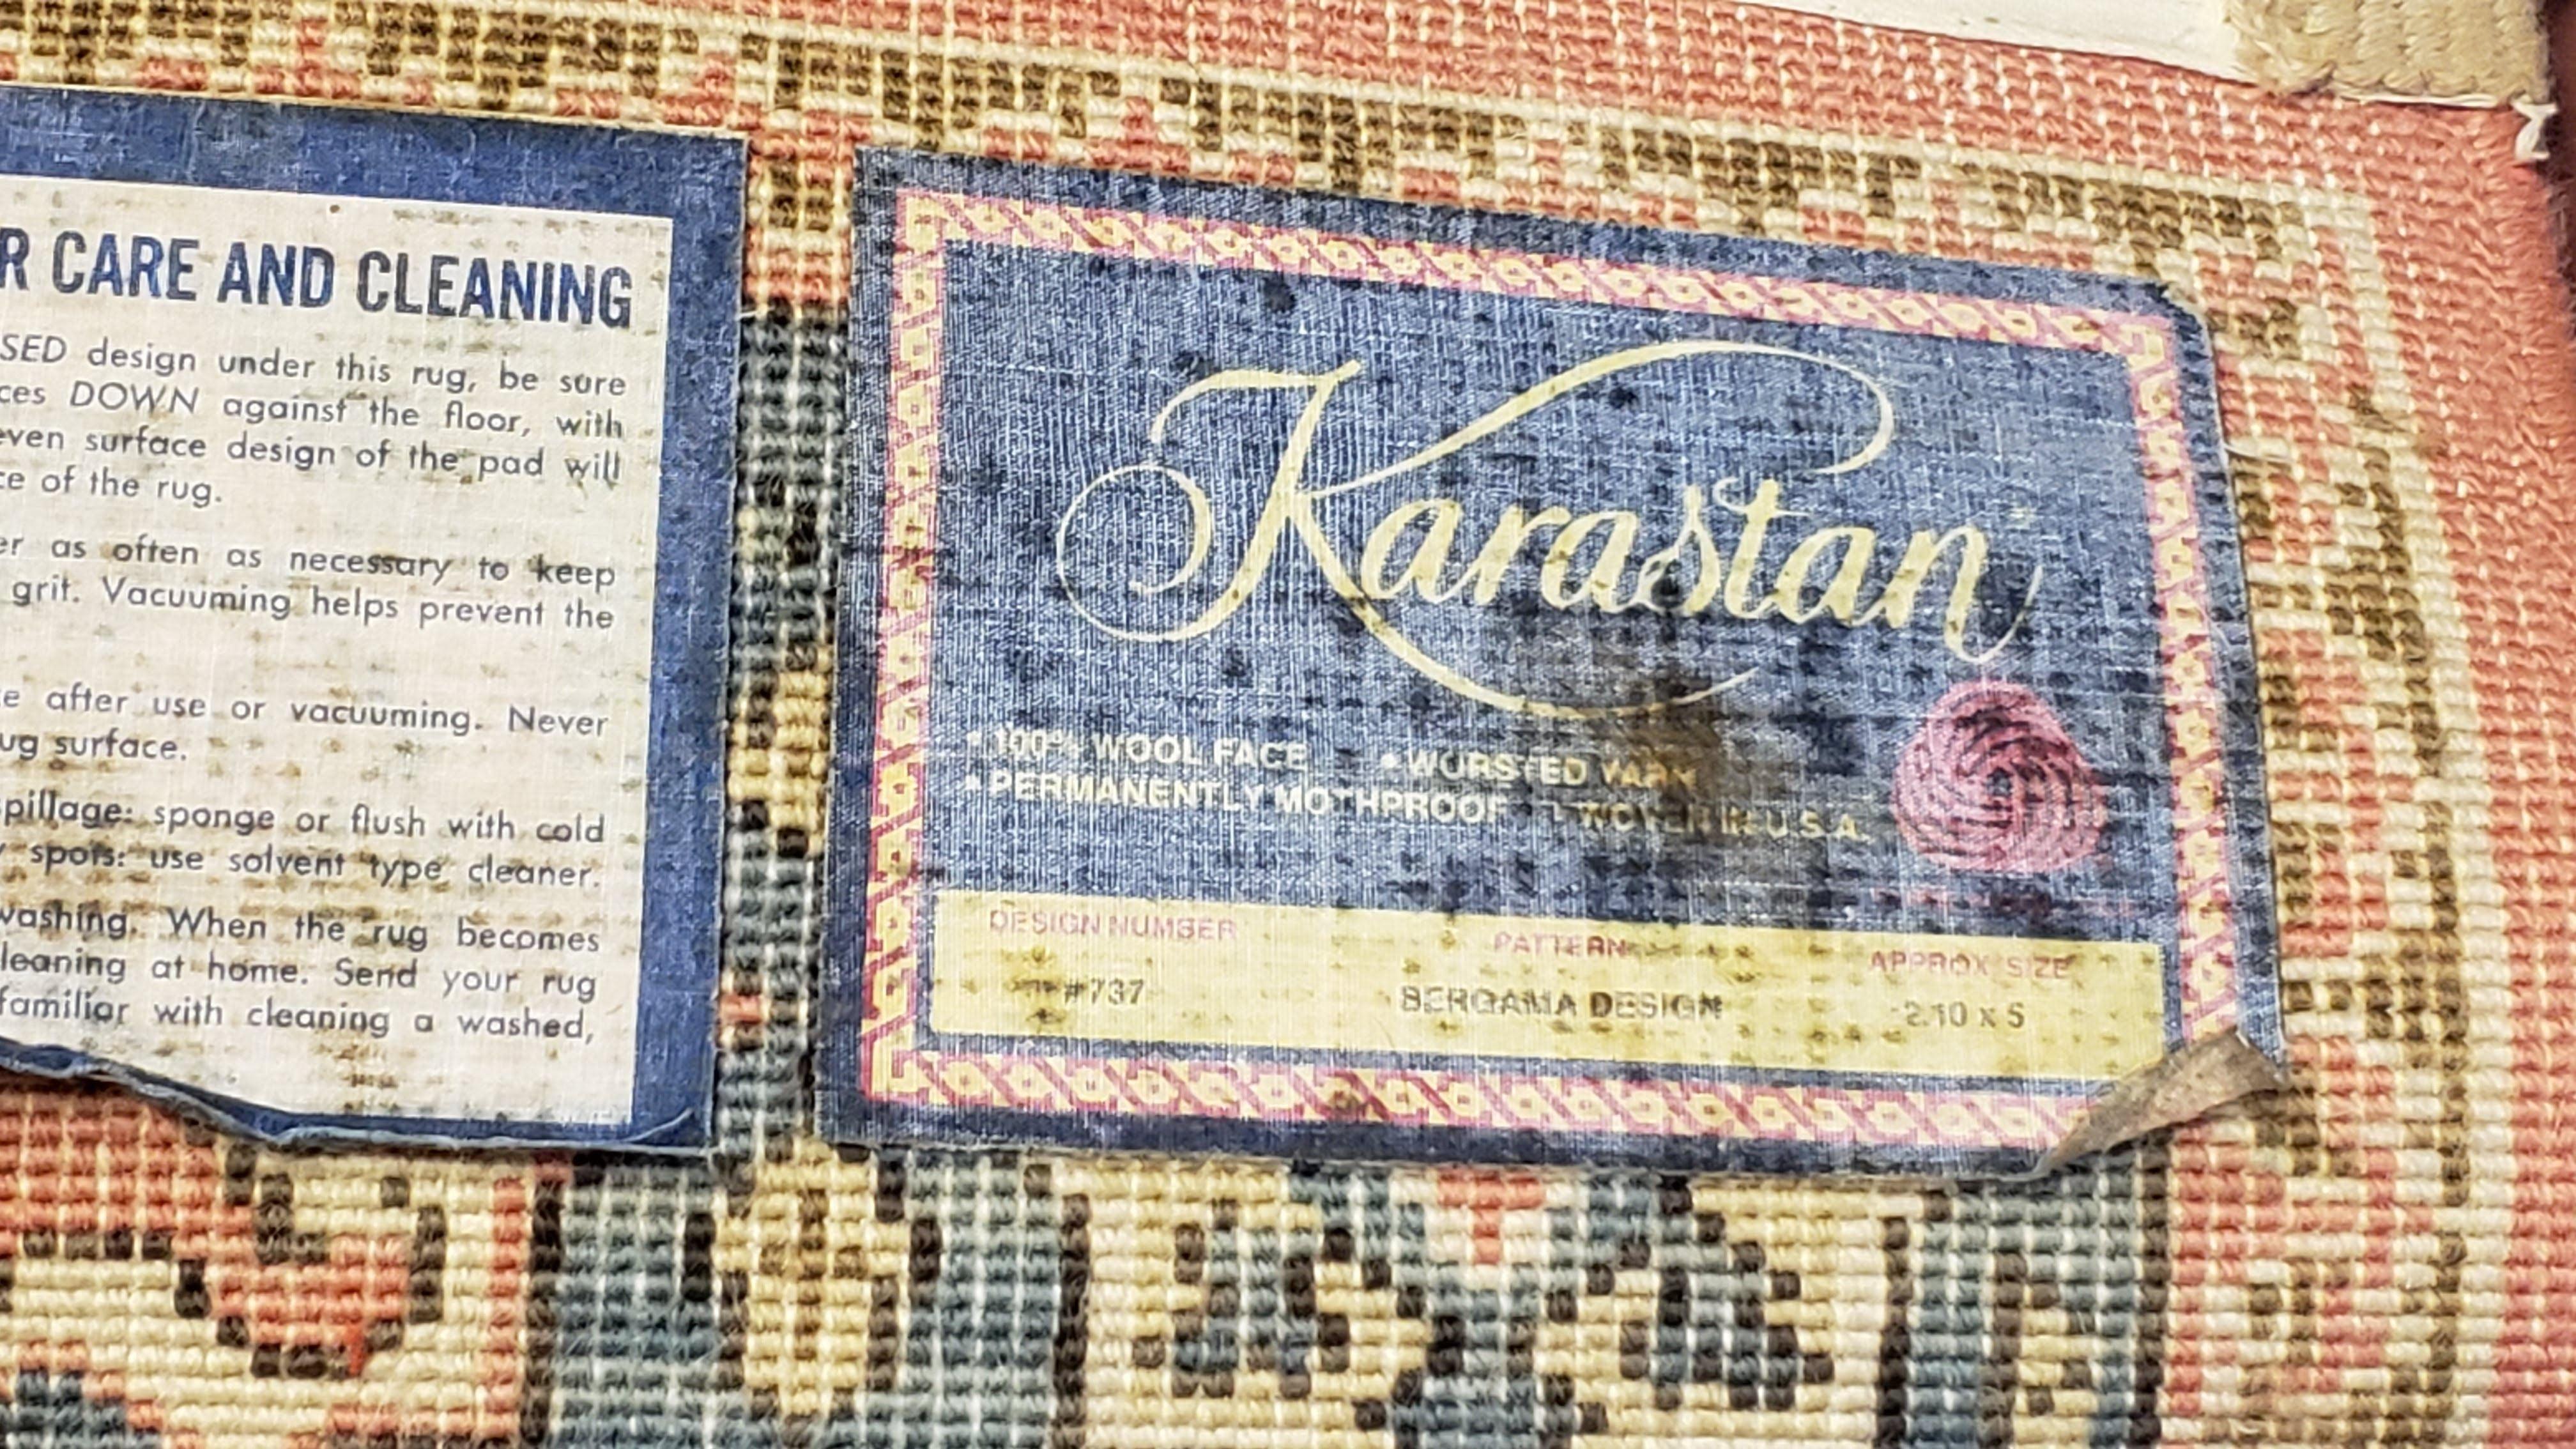 R CARE AND CLEANING
SED design under this rug, be sure
ces DOWN against the floor, with
even surface design of the pad will
ce of the rug.
er as often as necessary to keep
grit. Vacuuming helps prevent the
e after use or vacuuming. Never
ug surface.
pillage: sponge or flush with cold
spots: use solvent type cleaner.
washing. When the rug becomes
leaning at home. Send your rug
familiar with cleaning a washed,
Karastan
• 100% WOOL FACE • WORSTED YARN
• PERMANENTLY MOTHPROOF • WOVEN IN U.S.A.
DESIGN NUMBER PATTERN APPROX SIZE
#737 BERGAMA DESIGN 2.10 x 5